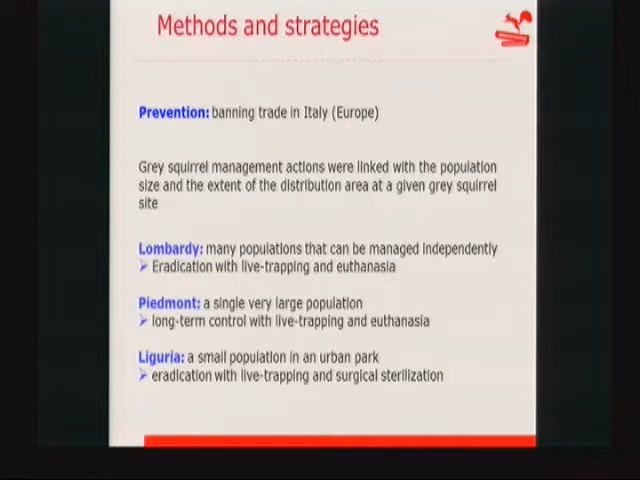 Methods and strategies
Prevention: banning trade in Italy (Europe)
Grey squirrel management actions were linked with the population
size and the extent of the distribution area at a given grey squirrel
site
Lombardy: many populations that can be managed independently
Eradication with live-trapping and euthanasia
Piedmont: a single very large population
long-term control with live-trapping and euthanasia
Liguria: a small population in an urban park
eradication with live-trapping and surgical sterilization